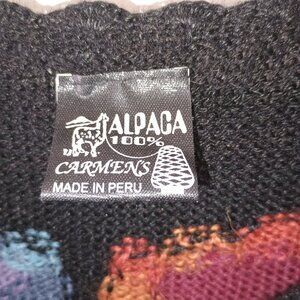 ALPACA
100%
CARMEN'S
MADE IN PERU